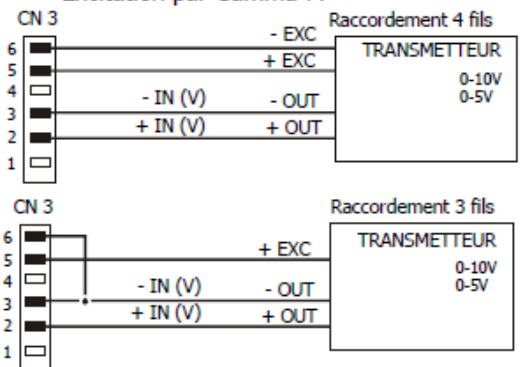 CN 3
Raccordement 4 fils
- EXC
TRANSMETTEUR
6
+ EXC
5
0-10V
4
- IN (V)
- OUT
0-5V
3
+ IN (V)
+ OUT
2
1
CN 3
Raccordement 3 fils
6
TRANSMETTEUR
+ EXC
5
0-10V
4
- IN (V)
- OUT
0-5V
3
+ IN (V)
+ OUT
2
1